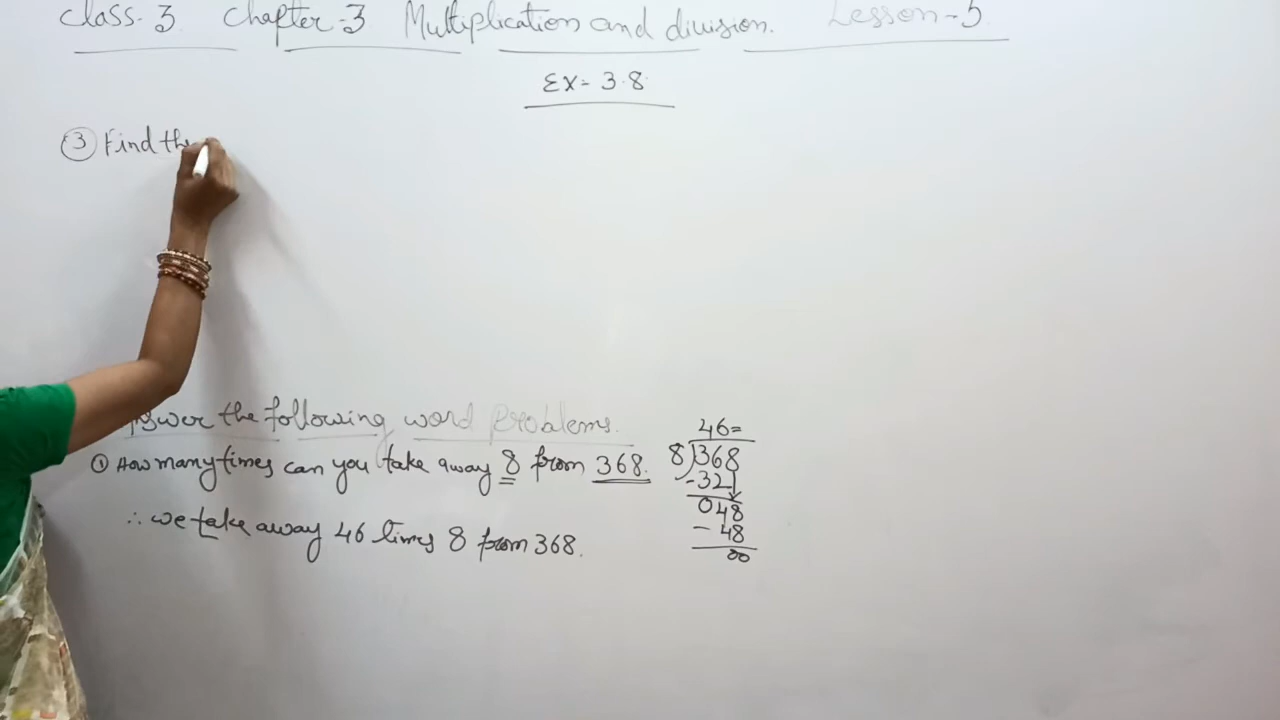 Class-3 Chapter-3 Multiplication and division. Lesson-5
Ex-3.8
③ Find the
the following word problems.
① How many times can you take away 8 from 368.
∴ we take away 46 times 8 from 368.
46=
8)368
-32↓
048
-48
00